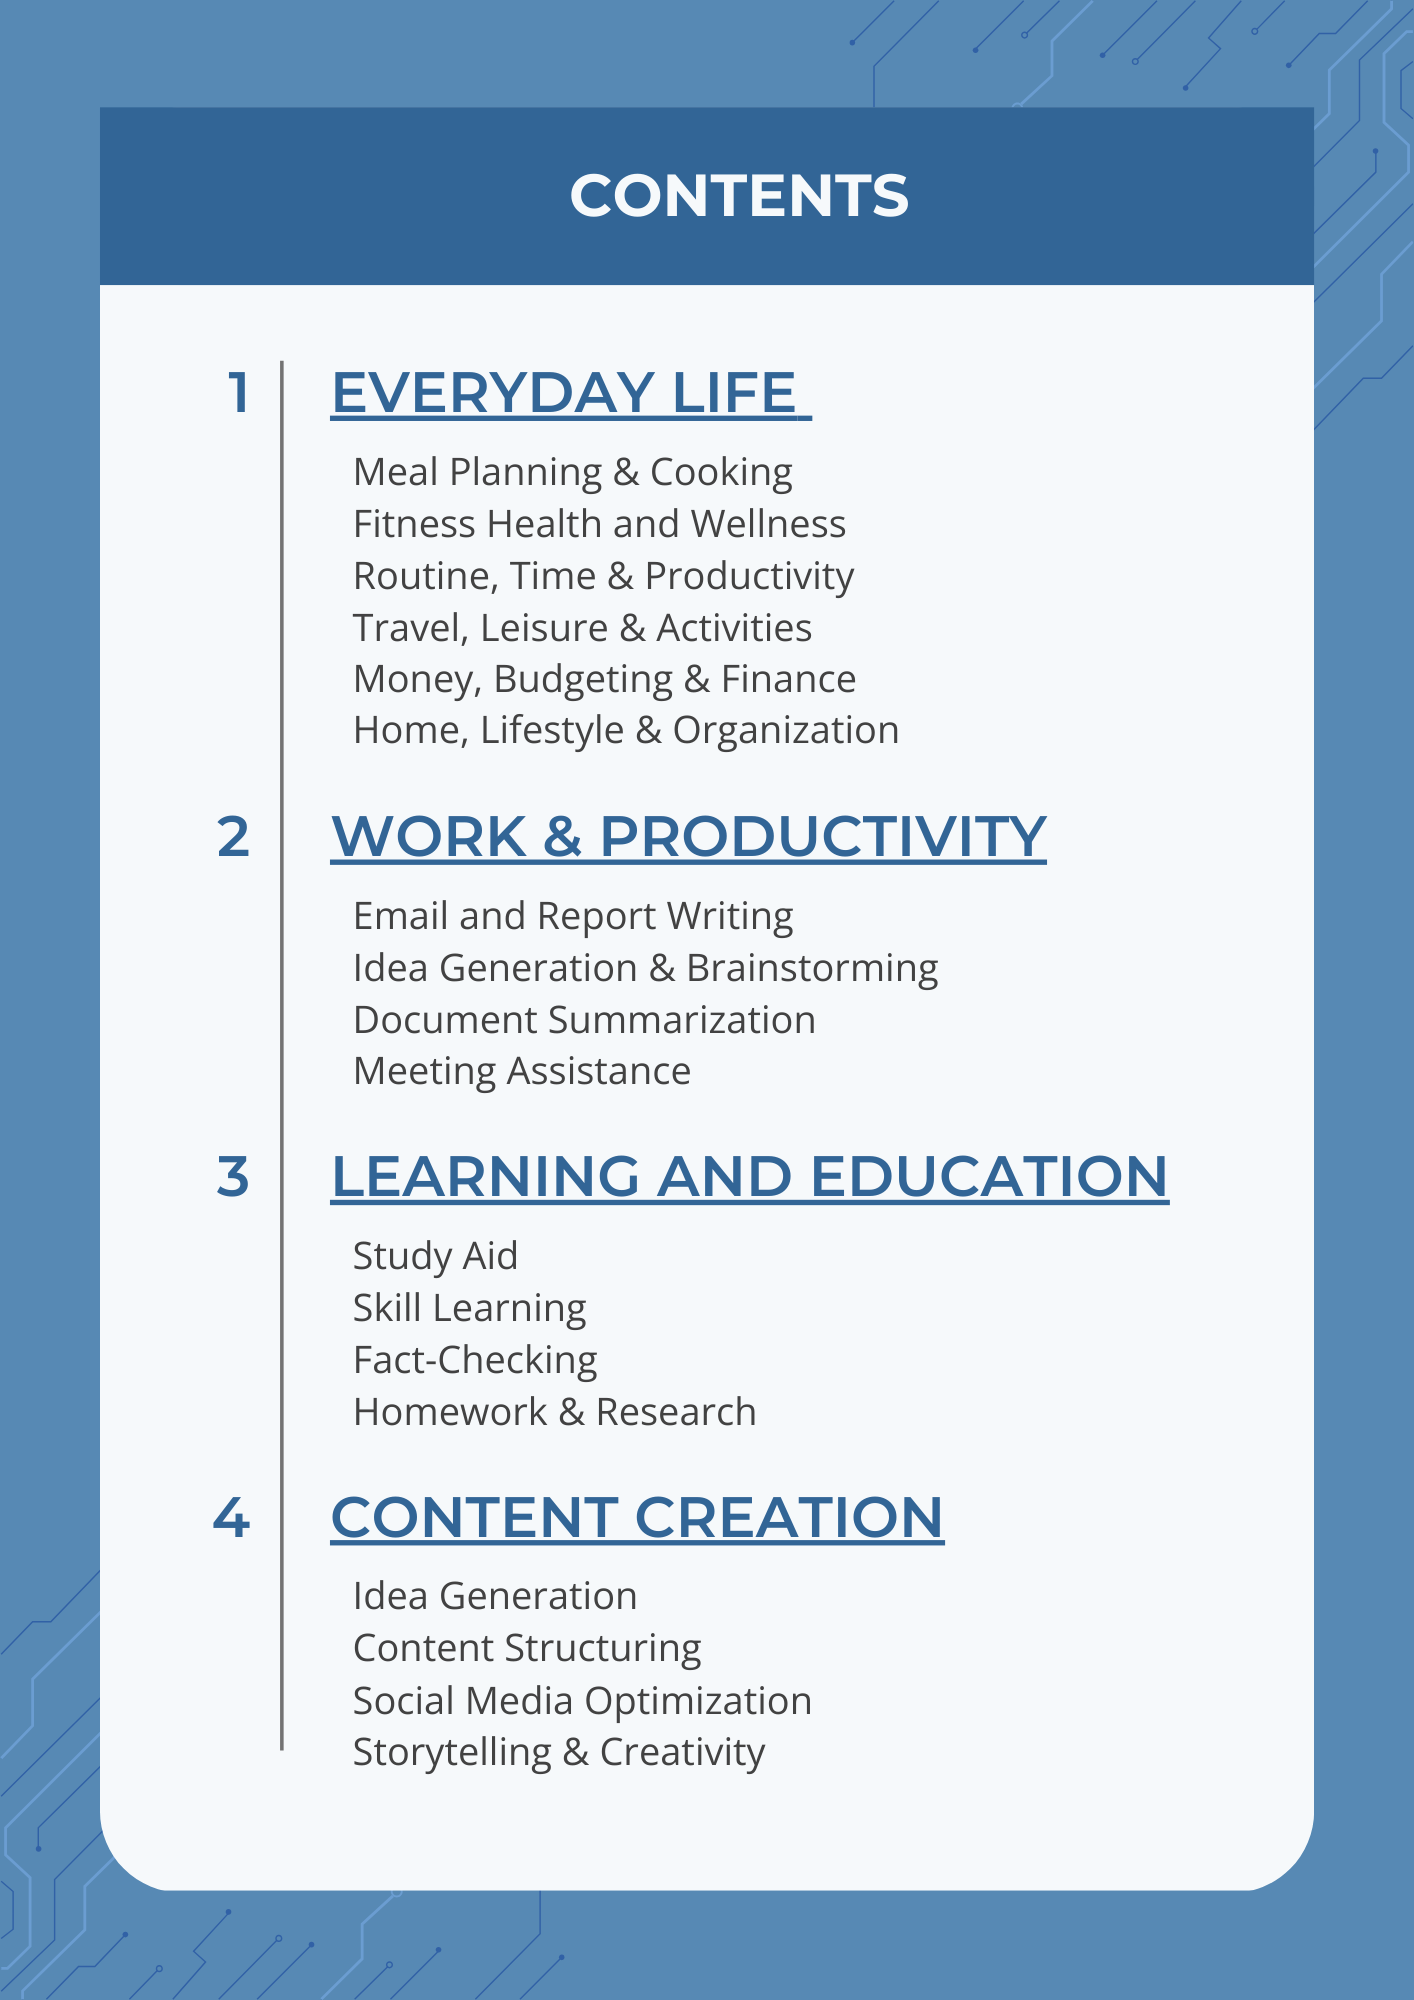 CONTENTS
1 EVERYDAY LIFE
Meal Planning & Cooking
Fitness Health and Wellness
Routine, Time & Productivity
Travel, Leisure & Activities
Money, Budgeting & Finance
Home, Lifestyle & Organization
2 WORK & PRODUCTIVITY
Email and Report Writing
Idea Generation & Brainstorming
Document Summarization
Meeting Assistance
3 LEARNING AND EDUCATION
Study Aid
Skill Learning
Fact-Checking
Homework & Research
4 CONTENT CREATION
Idea Generation
Content Structuring
Social Media Optimization
Storytelling & Creativity